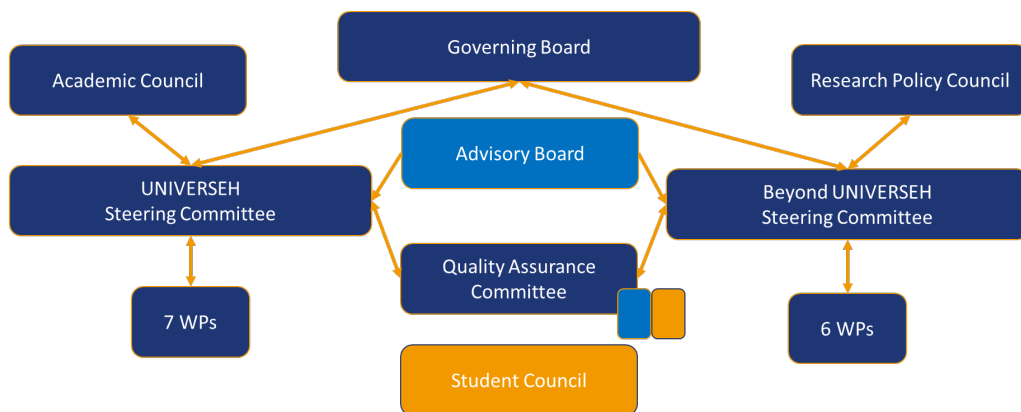 Governing Board
Academic Council
Research Policy Council
Advisory Board
UNIVERSEH
Steering Committee
Beyond UNIVERSEH
Steering Committee
Quality Assurance
Committee
7 WPs
6 WPs
Student Council